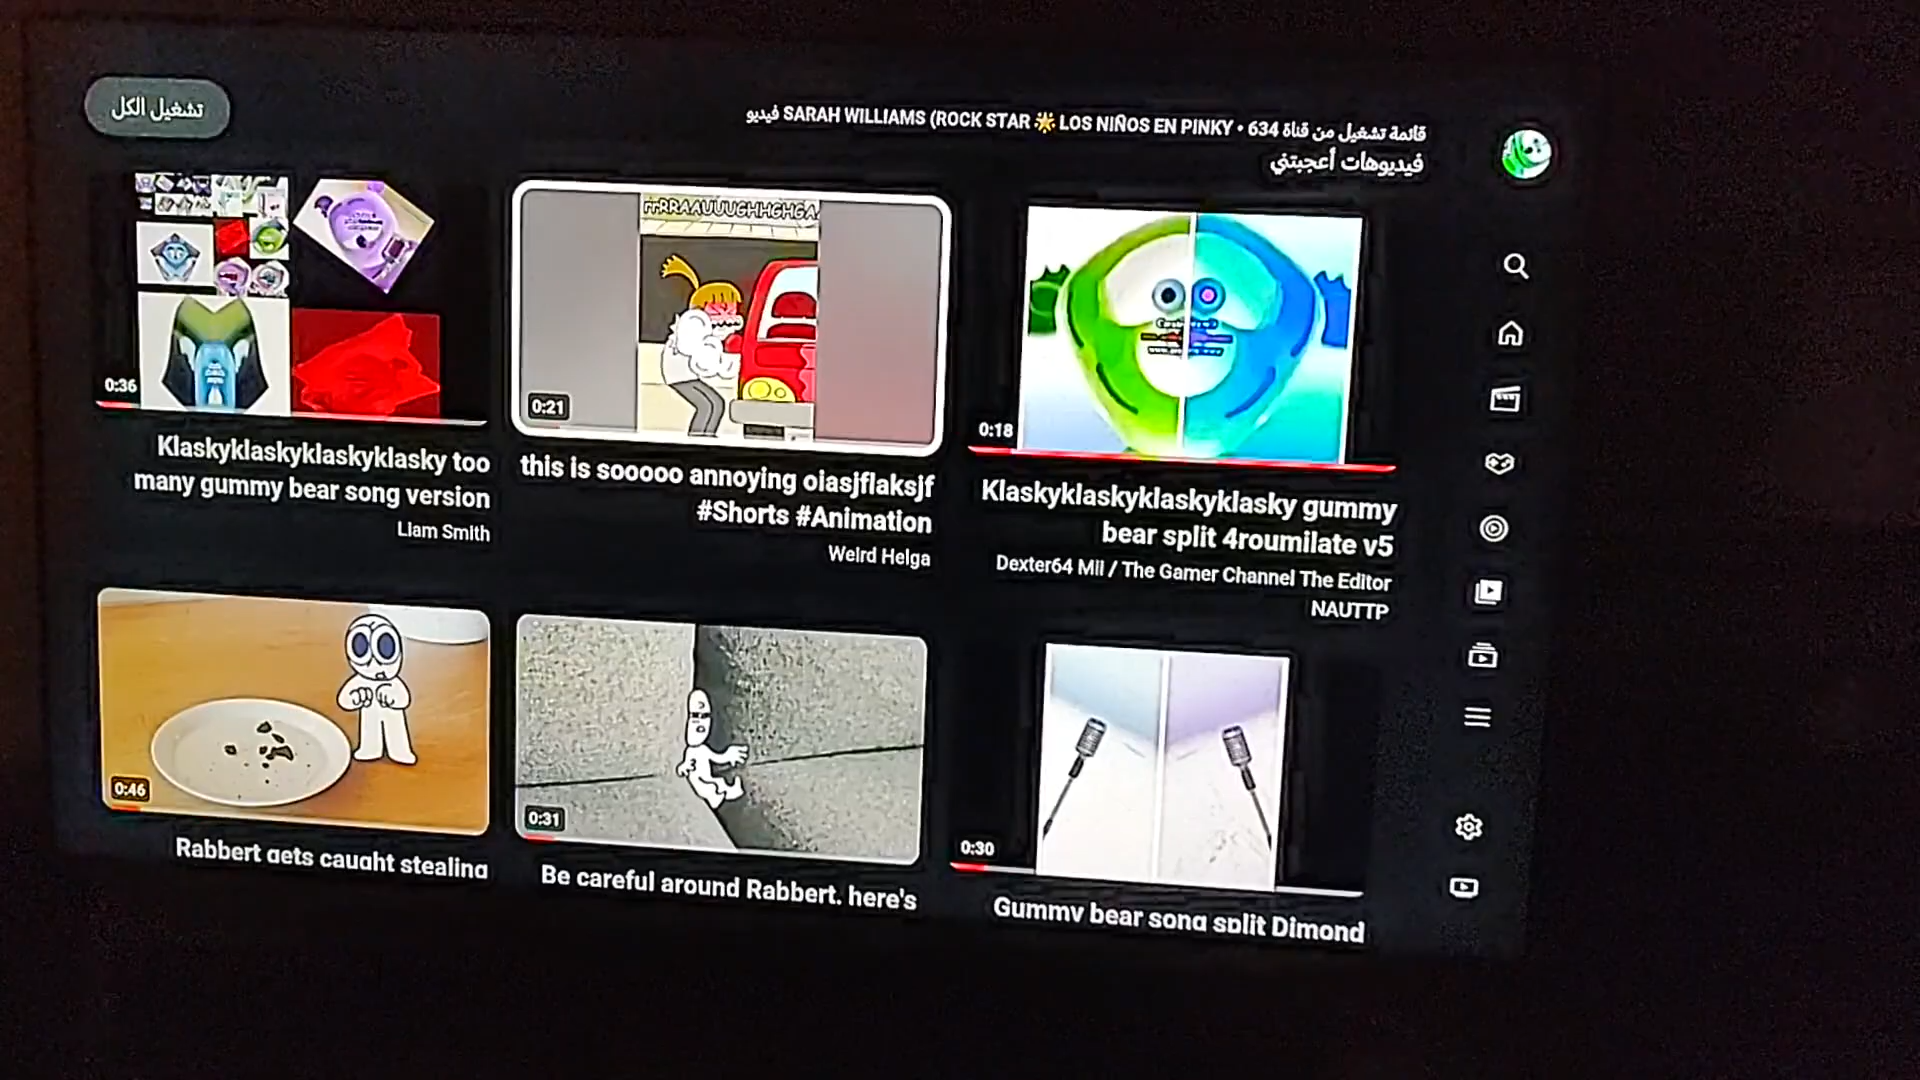 تشغيل الكل
قائمة تشغيل من قناة SARAH WILLIAMS (ROCK STAR 🌟 LOS NIÑOS EN PINKY • 634 فيديو
فيديوهات أعجبتني
rrRRAAUUUGHHGHGA
0:18
Klaskyklaskyklaskyklasky gummy
bear split 4roumilate v5
Dexter64 Mii / The Gamer Channel The Editor
NAUTTP
0:21
this is sooooo annoying oiasjflaksjf
#Shorts #Animation
Weird Helga
0:36
Klaskyklaskyklaskyklasky too
many gummy bear song version
Liam Smith
0:30
Gummy bear song split Dimond
0:31
Be careful around Rabbert, here's
0:46
Rabbert gets caught stealing